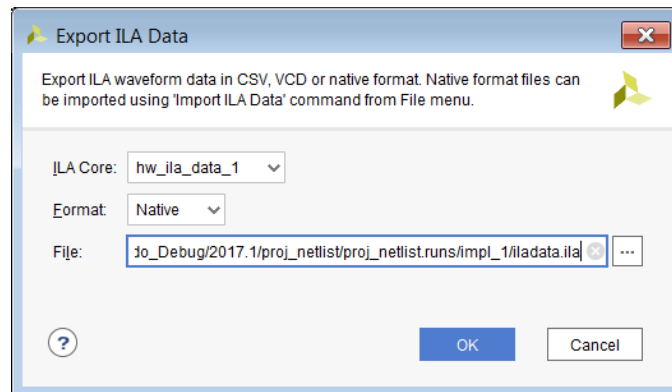 Export ILA Data
Export ILA waveform data in CSV, VCD or native format. Native format files can
be imported using 'Import ILA Data' command from File menu.
ILA Core: hw_ila_data_1
Format: Native
File: do_Debug/2017.1/proj_netlist/proj_netlist.runs/impl_1/iladata.ila ...
? OK Cancel